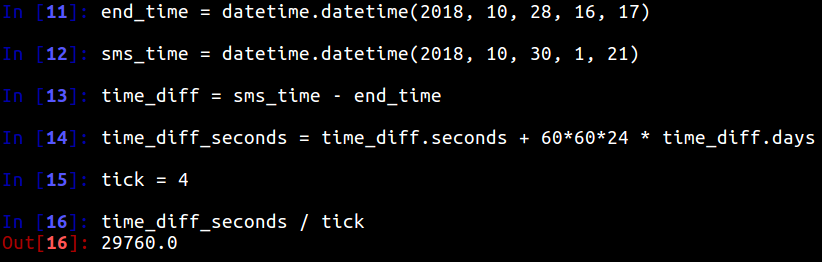 In [11]: end_time = datetime.datetime(2018, 10, 28, 16, 17)
In [12]: sms_time = datetime.datetime(2018, 10, 30, 1, 21)
In [13]: time_diff = sms_time - end_time
In [14]: time_diff_seconds = time_diff.seconds + 60*60*24 * time_diff.days
In [15]: tick = 4
In [16]: time_diff_seconds / tick
Out[16]: 29760.0